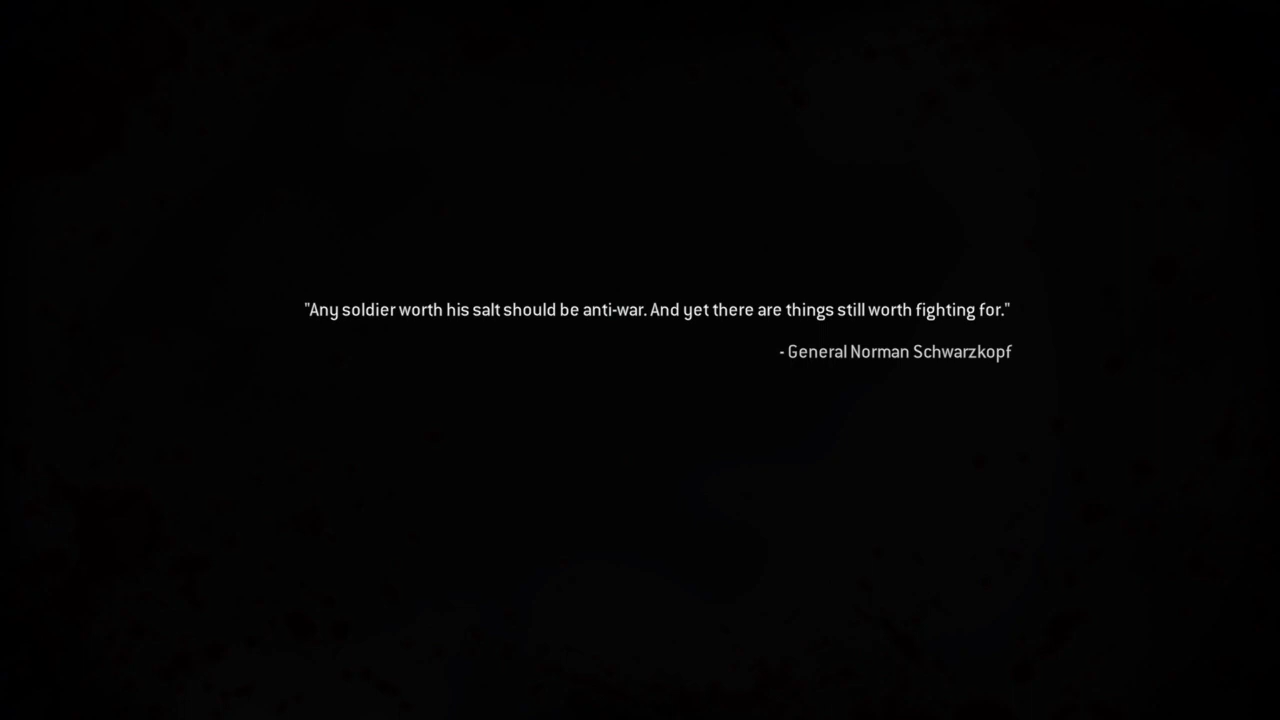 "Any soldier worth his salt should be anti-war. And yet there are things still worth fighting for."
- General Norman Schwarzkopf